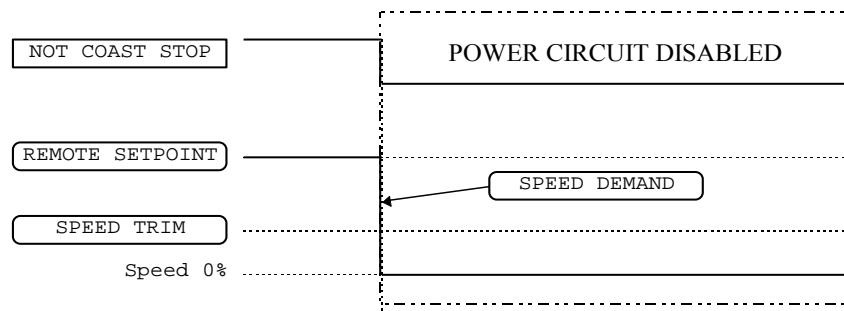 NOT COAST STOP
POWER CIRCUIT DISABLED
REMOTE SETPOINT
SPEED DEMAND
SPEED TRIM
Speed 0%